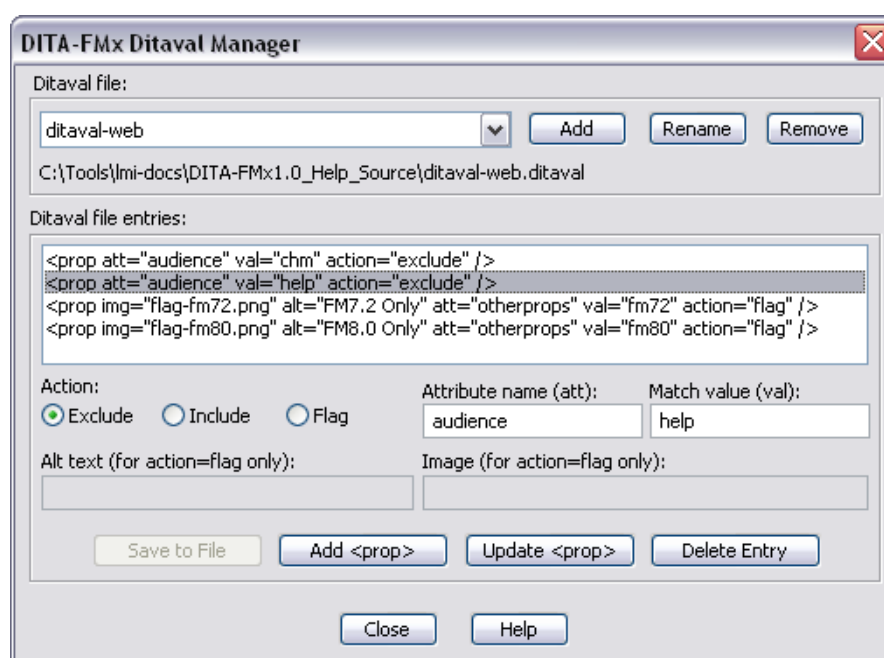 DITA-FMx Ditaval Manager
Ditaval file:
ditaval-web Add Rename Remove
C:\Tools\lmi-docs\DITA-FMx1.0_Help_Source\ditaval-web.ditaval
Ditaval file entries:
<prop att="audience" val="chm" action="exclude" />
<prop att="audience" val="help" action="exclude" />
<prop img="flag-fm72.png" alt="FM7.2 Only" att="otherprops" val="fm72" action="flag" />
<prop img="flag-fm80.png" alt="FM8.0 Only" att="otherprops" val="fm80" action="flag" />
Action: Attribute name (att): Match value (val):
Exclude Include Flag audience help
Alt text (for action=flag only): Image (for action=flag only):
Save to File Add <prop> Update <prop> Delete Entry
Close Help